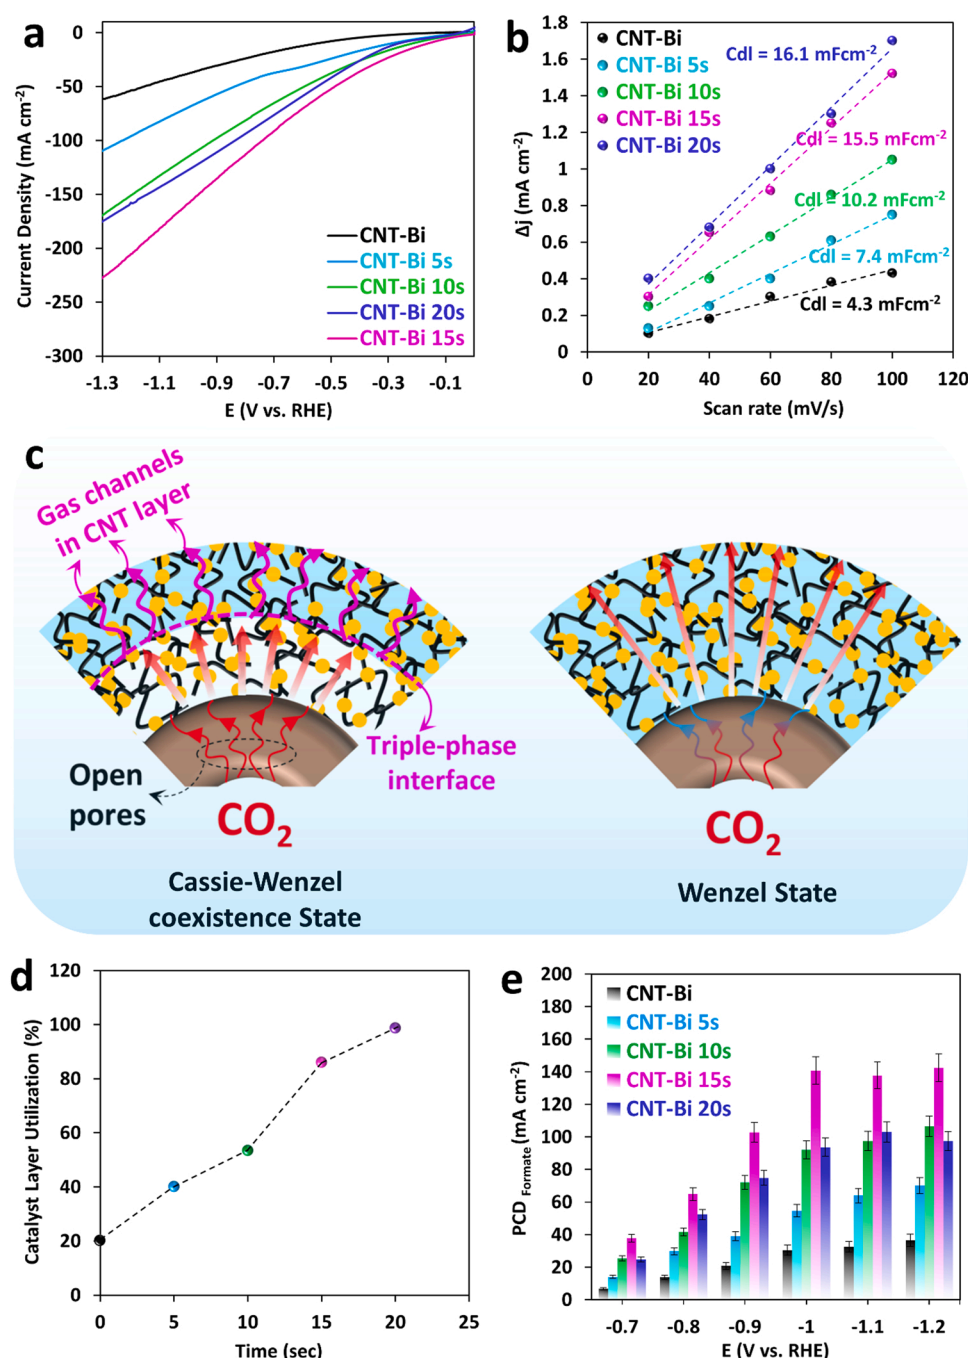 a
0
-50
-100
-150
-200
-250
-300
Current Density (mA cm⁻²)
CNT-Bi
CNT-Bi 5s
CNT-Bi 10s
CNT-Bi 20s
CNT-Bi 15s
-1.3 -1.1 -0.9 -0.7 -0.5 -0.3 -0.1
E (V vs. RHE)
b
1.8
1.6
1.4
1.2
1
0.8
0.6
0.4
0.2
0
Δj (mA cm⁻²)
CNT-Bi
CNT-Bi 5s
CNT-Bi 10s
CNT-Bi 15s
CNT-Bi 20s
Cdl = 16.1 mFcm⁻²
Cdl = 15.5 mFcm⁻²
Cdl = 10.2 mFcm⁻²
Cdl = 7.4 mFcm⁻²
Cdl = 4.3 mFcm⁻²
0 20 40 60 80 100 120
Scan rate (mV/s)
c
Gas channels
in CNT layer
Triple-phase
interface
Open
pores
CO₂
Cassie-Wenzel
coexistence State
CO₂
Wenzel State
d
120
100
80
60
40
20
0
Catalyst Layer Utilization (%)
0 5 10 15 20 25
Time (sec)
e
200
180
160
140
120
100
80
60
40
20
0
PCD Formate (mA cm⁻²)
CNT-Bi
CNT-Bi 5s
CNT-Bi 10s
CNT-Bi 15s
CNT-Bi 20s
-0.7 -0.8 -0.9 -1 -1.1 -1.2
E (V vs. RHE)